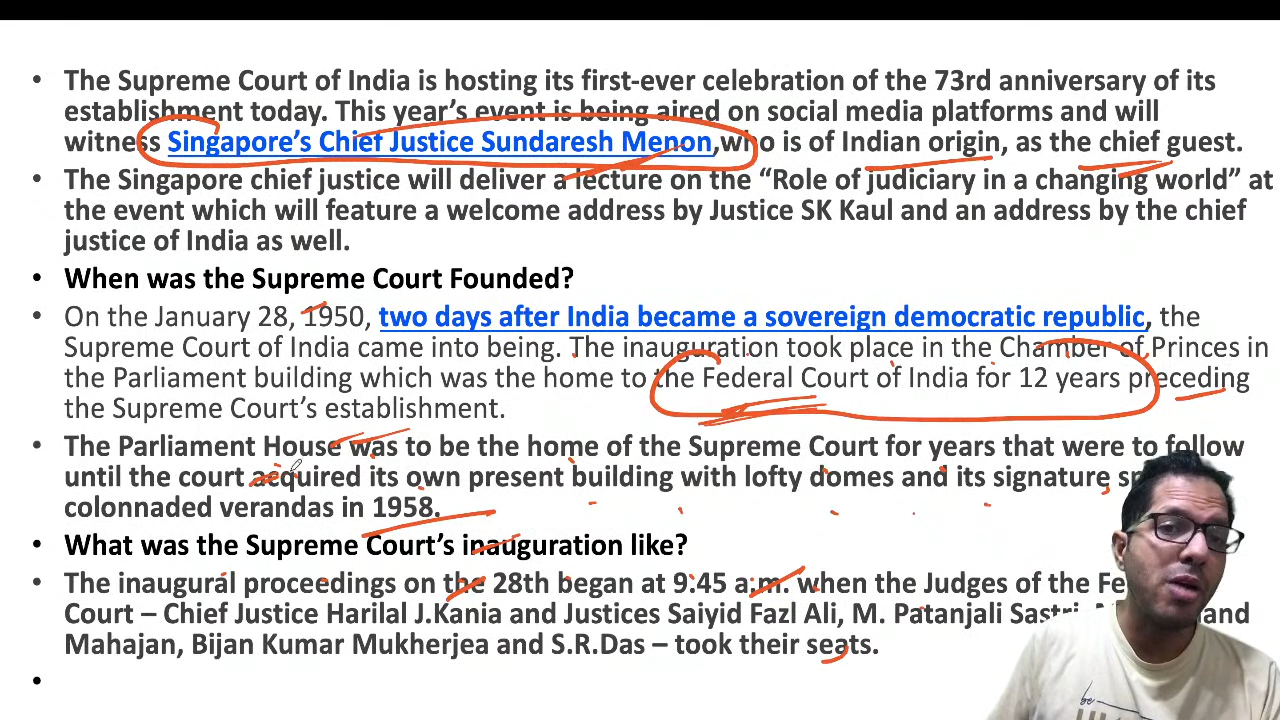 • The Supreme Court of India is hosting its first-ever celebration of the 73rd anniversary of its
establishment today. This year's event is being aired on social media platforms and will
witness Singapore's Chief Justice Sundaresh Menon,who is of Indian origin, as the chief guest.
• The Singapore chief justice will deliver a lecture on the “Role of judiciary in a changing world” at
the event which will feature a welcome address by Justice SK Kaul and an address by the chief
justice of India as well.
• When was the Supreme Court Founded?
• On the January 28, 1950, two days after India became a sovereign democratic republic, the
Supreme Court of India came into being. The inauguration took place in the Chamber of Princes in
the Parliament building which was the home to the Federal Court of India for 12 years preceding
the Supreme Court's establishment.
• The Parliament House was to be the home of the Supreme Court for years that were to follow
until the court acquired its own present building with lofty domes and its signature
colonnaded verandas in 1958.
• What was the Supreme Court's inauguration like?
• The inaugural proceedings on the 28th began at 9:45 a.m. when the Judges of the
Court – Chief Justice Harilal J.Kania and Justices Saiyid Fazl Ali, M. Patanjali Sastri,
Mahajan, Bijan Kumar Mukherjea and S.R.Das – took their seats.
•